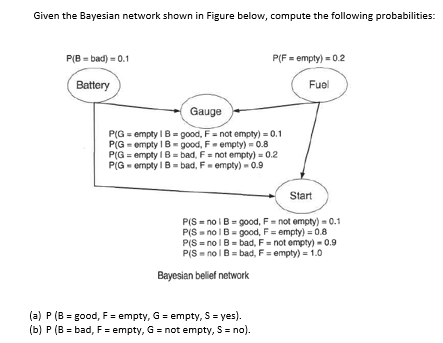 Given the Bayesian network shown in Figure below, compute the following probabilities:
P(B = bad) = 0.1
P(F = empty) = 0.2
Battery
Fuel
Gauge
P(G = empty | B = good, F = not empty) = 0.1
P(G = empty | B = good, F = empty) = 0.8
P(G = empty | B = bad, F = not empty) = 0.2
P(G = empty | B = bad, F = empty) = 0.9
Start
P(S = no | B = good, F = not empty) = 0.1
P(S = no | B = good, F = empty) = 0.8
P(S = no | B = bad, F = not empty) = 0.9
P(S = no | B = bad, F = empty) = 1.0
Bayesian belief network
(a) P (B = good, F = empty, G = empty, S = yes).
(b) P (B = bad, F = empty, G = not empty, S = no).